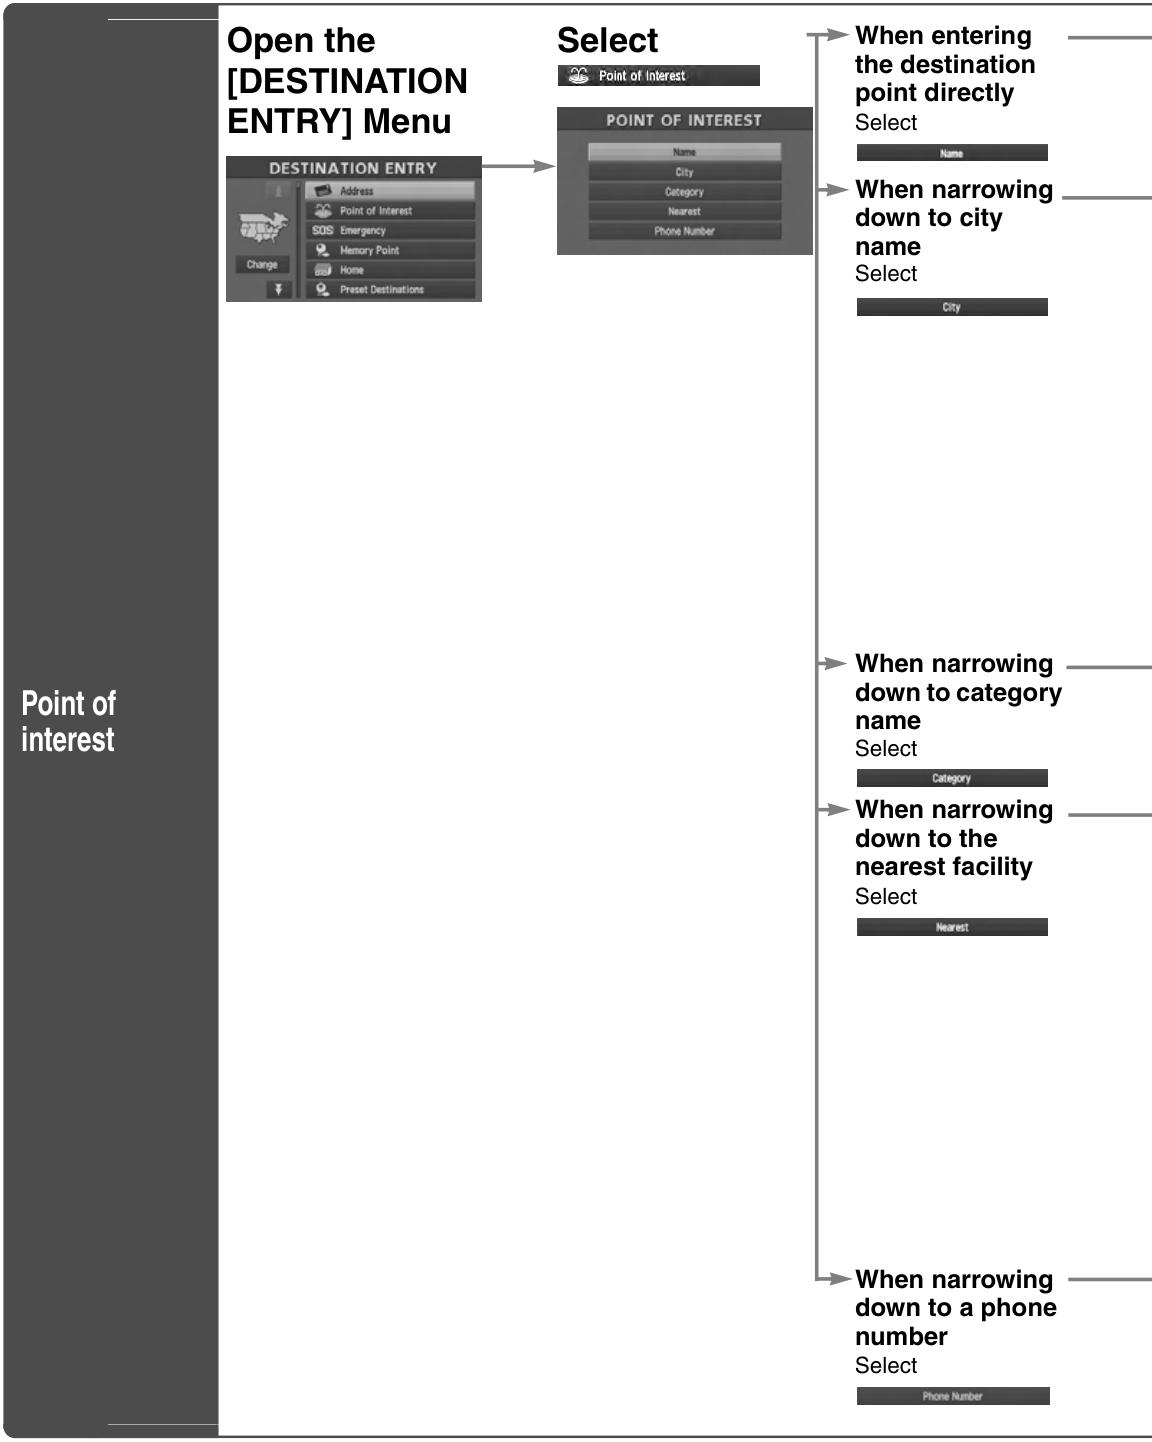 Point of
interest
Open the
[DESTINATION
ENTRY] Menu
DESTINATION ENTRY
Address
Point of Interest
SOS Emergency
Memory Point
Home
Preset Destinations
Change
Select
Point of Interest
POINT OF INTEREST
Name
City
Category
Nearest
Phone Number
When entering
the destination
point directly
Select
Name
When narrowing
down to city
name
Select
City
When narrowing
down to category
name
Select
Category
When narrowing
down to the
nearest facility
Select
Nearest
When narrowing
down to a phone
number
Select
Phone Number